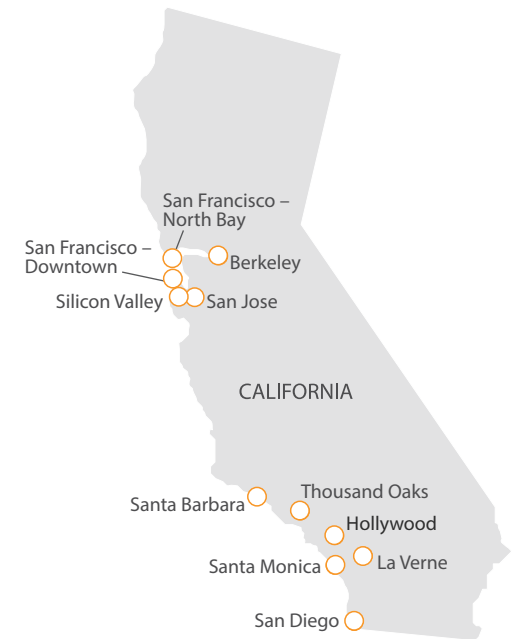 San Francisco –
North Bay
San Francisco –
Downtown
Berkeley
Silicon Valley
San Jose
CALIFORNIA
Thousand Oaks
Santa Barbara
Hollywood
La Verne
Santa Monica
San Diego